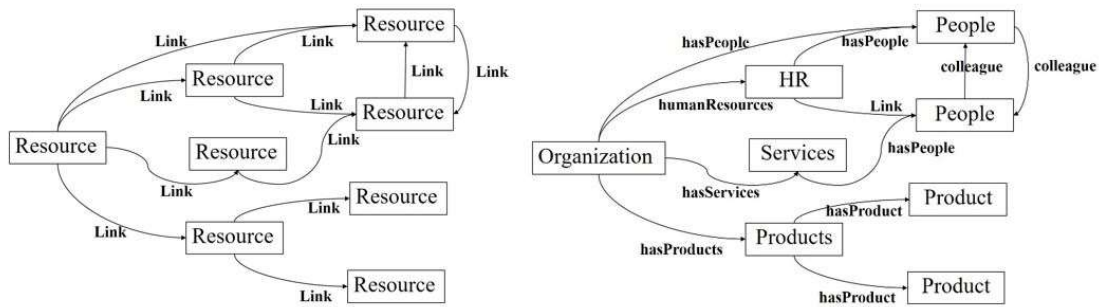 Resource
Link
Link
Resource
Link
Link
Link
Resource
Link
Resource
Resource
Resource
Link
Link
Link
Link
Resource
Resource
Link
Resource
People
hasPeople
hasPeople
colleague
colleague
HR
humanResources
Link
People
Organization
Services
hasPeople
hasServices
Product
hasProduct
Products
hasProducts
hasProduct
Product